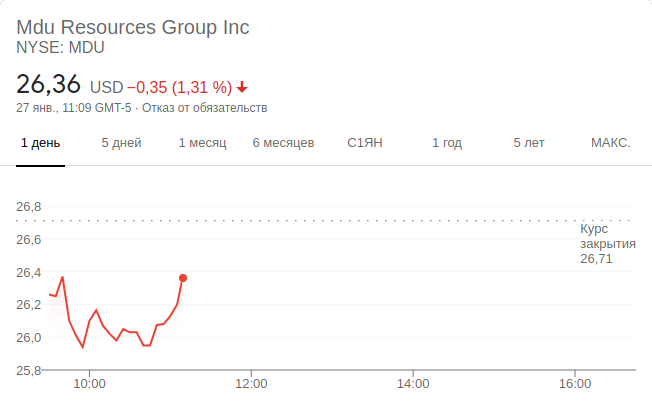 Mdu Resources Group Inc
NYSE: MDU
26,36 USD −0,35 (1,31 %)
27 янв., 11:09 GMT-5 · Отказ от обязательств
1 день 5 дней 1 месяц 6 месяцев С1ЯН 1 год 5 лет МАКС.
26,8
Курс
закрытия
26,71
26,6
26,4
26,2
26,0
25,8
10:00 12:00 14:00 16:00